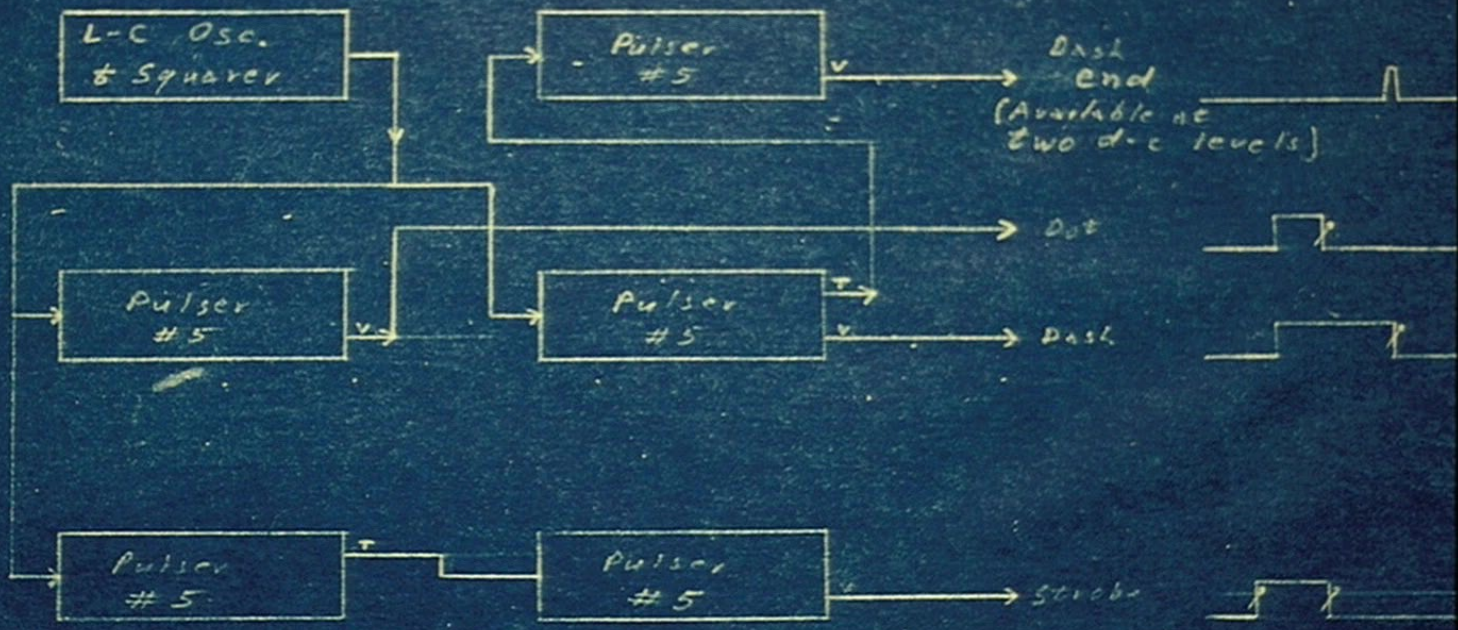 L-C Osc.
& Squarer
Pulser
#5
V
Dash
end
(Available at
two d-c levels)
Dot
Pulser
#5
V
Pulser
#5
T
V
Dash
Pulser
#5
T
Pulser
#5
V
Strobe